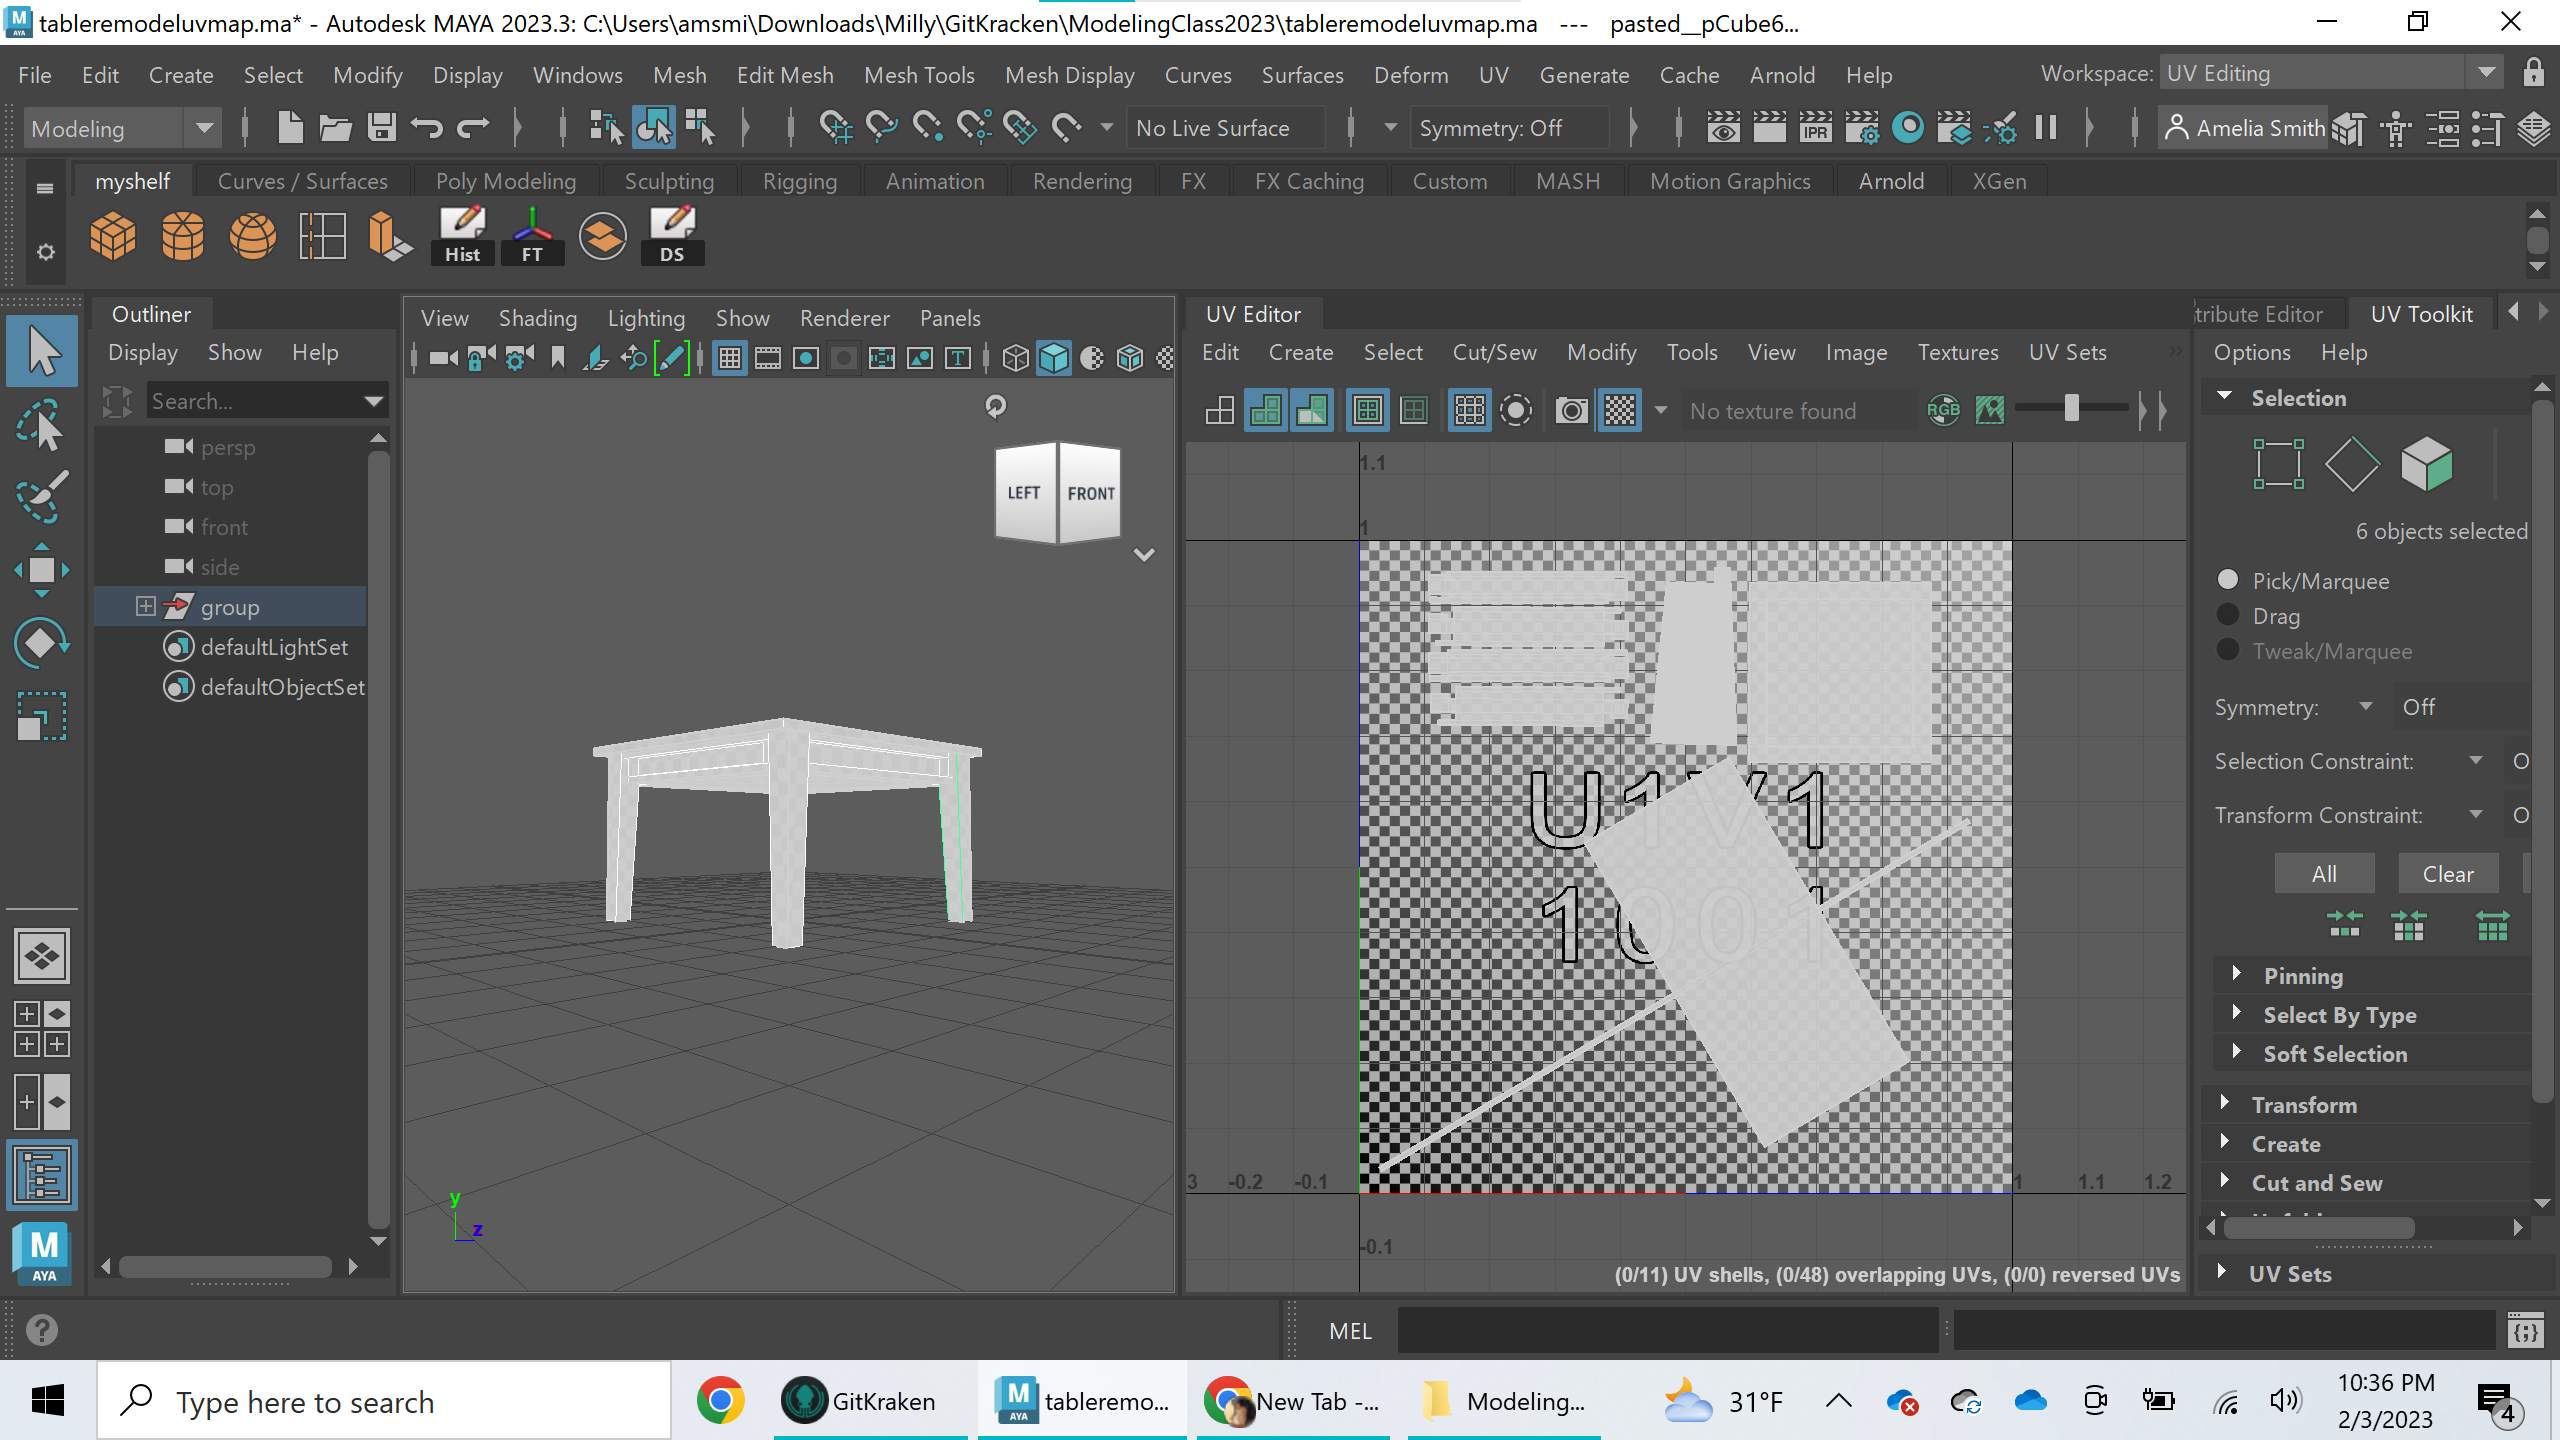 tableremodeluvmap.ma* - Autodesk MAYA 2023.3: C:\Users\amsmi\Downloads\Milly\GitKracken\ModelingClass2023\tableremodeluvmap.ma --- pasted__pCube6...
File Edit Create Select Modify Display Windows Mesh Edit Mesh Mesh Tools Mesh Display Curves Surfaces Deform UV Generate Cache Arnold Help Workspace: UV Editing
Modeling No Live Surface Symmetry: Off IPR Amelia Smith
myshelf Curves / Surfaces Poly Modeling Sculpting Rigging Animation Rendering FX FX Caching Custom MASH Motion Graphics Arnold XGen
Hist FT DS
Outliner
Display Show Help
Search...
persp
top
front
side
group
defaultLightSet
defaultObjectSet
View Shading Lighting Show Renderer Panels
LEFT FRONT
y
z
UV Editor
Edit Create Select Cut/Sew Modify Tools View Image Textures UV Sets
No texture found RGB
1.1
1
U1V1
1001
3 -0.2 -0.1 1 1.1 1.2
-0.1
(0/11) UV shells, (0/48) overlapping UVs, (0/0) reversed UVs
tribute Editor UV Toolkit
Options Help
Selection
6 objects selected
Pick/Marquee
Drag
Tweak/Marquee
Symmetry: Off
Selection Constraint: O
Transform Constraint: O
All Clear
Pinning
Select By Type
Soft Selection
Transform
Create
Cut and Sew
UV Sets
M
AYA
MEL
Type here to search GitKraken tableremo... New Tab -... Modeling... 31°F
10:36 PM
2/3/2023
4